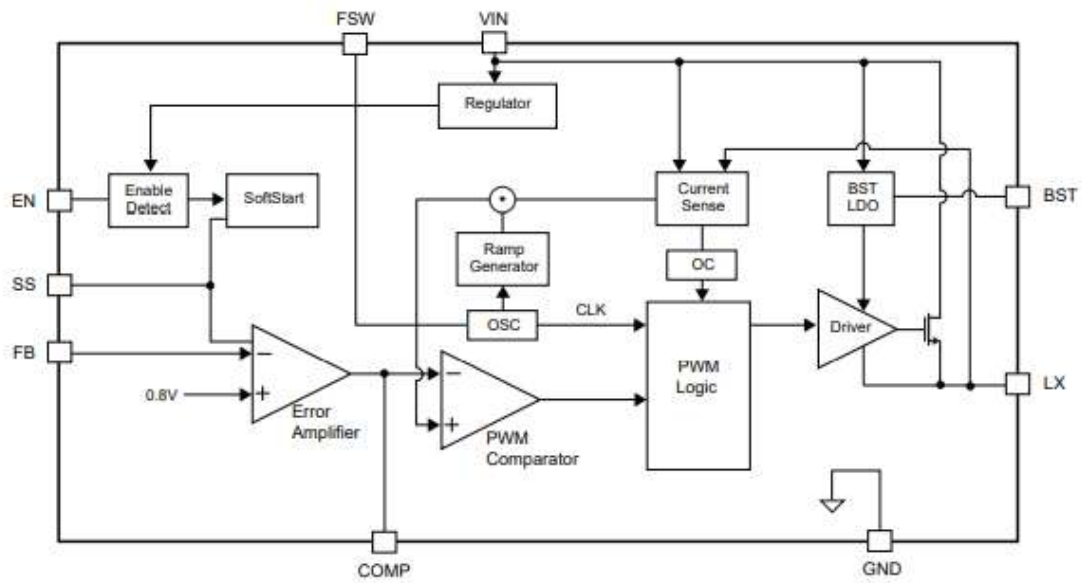 FSW
VIN
Regulator
EN
Enable
Detect
SoftStart
Current
Sense
BST
LDO
BST
Ramp
Generator
OC
SS
OSC
CLK
Driver
FB
−
+
0.8V
Error
Amplifier
−
+
PWM
Comparator
PWM
Logic
LX
COMP
GND